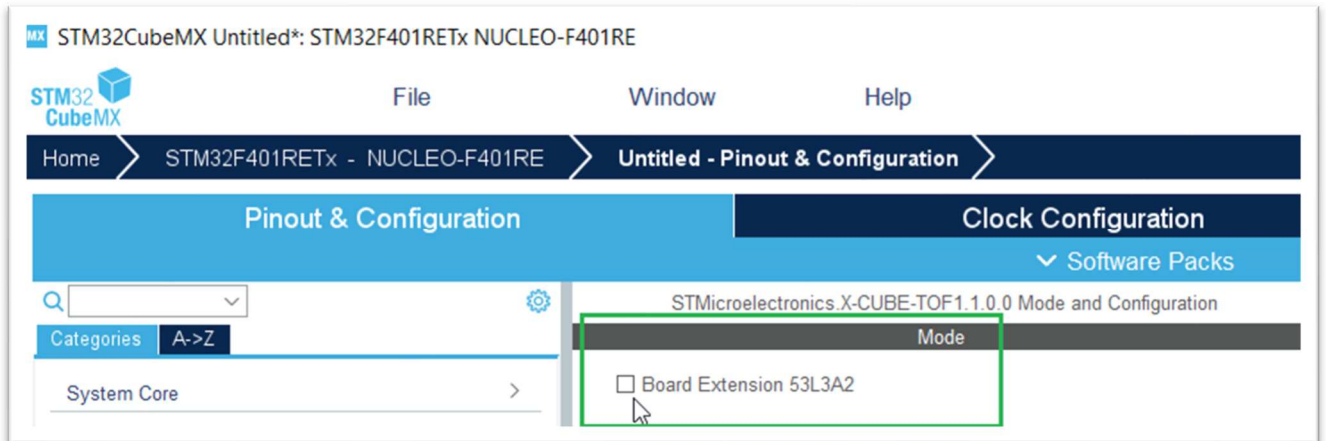 MX STM32CubeMX Untitled*: STM32F401RETx NUCLEO-F401RE
STM32
CubeMX
File Window Help
Home STM32F401RETx - NUCLEO-F401RE Untitled - Pinout & Configuration
Pinout & Configuration Clock Configuration
Software Packs
STMicroelectronics.X-CUBE-TOF1.1.0.0 Mode and Configuration
Categories A->Z Mode
Board Extension 53L3A2
System Core